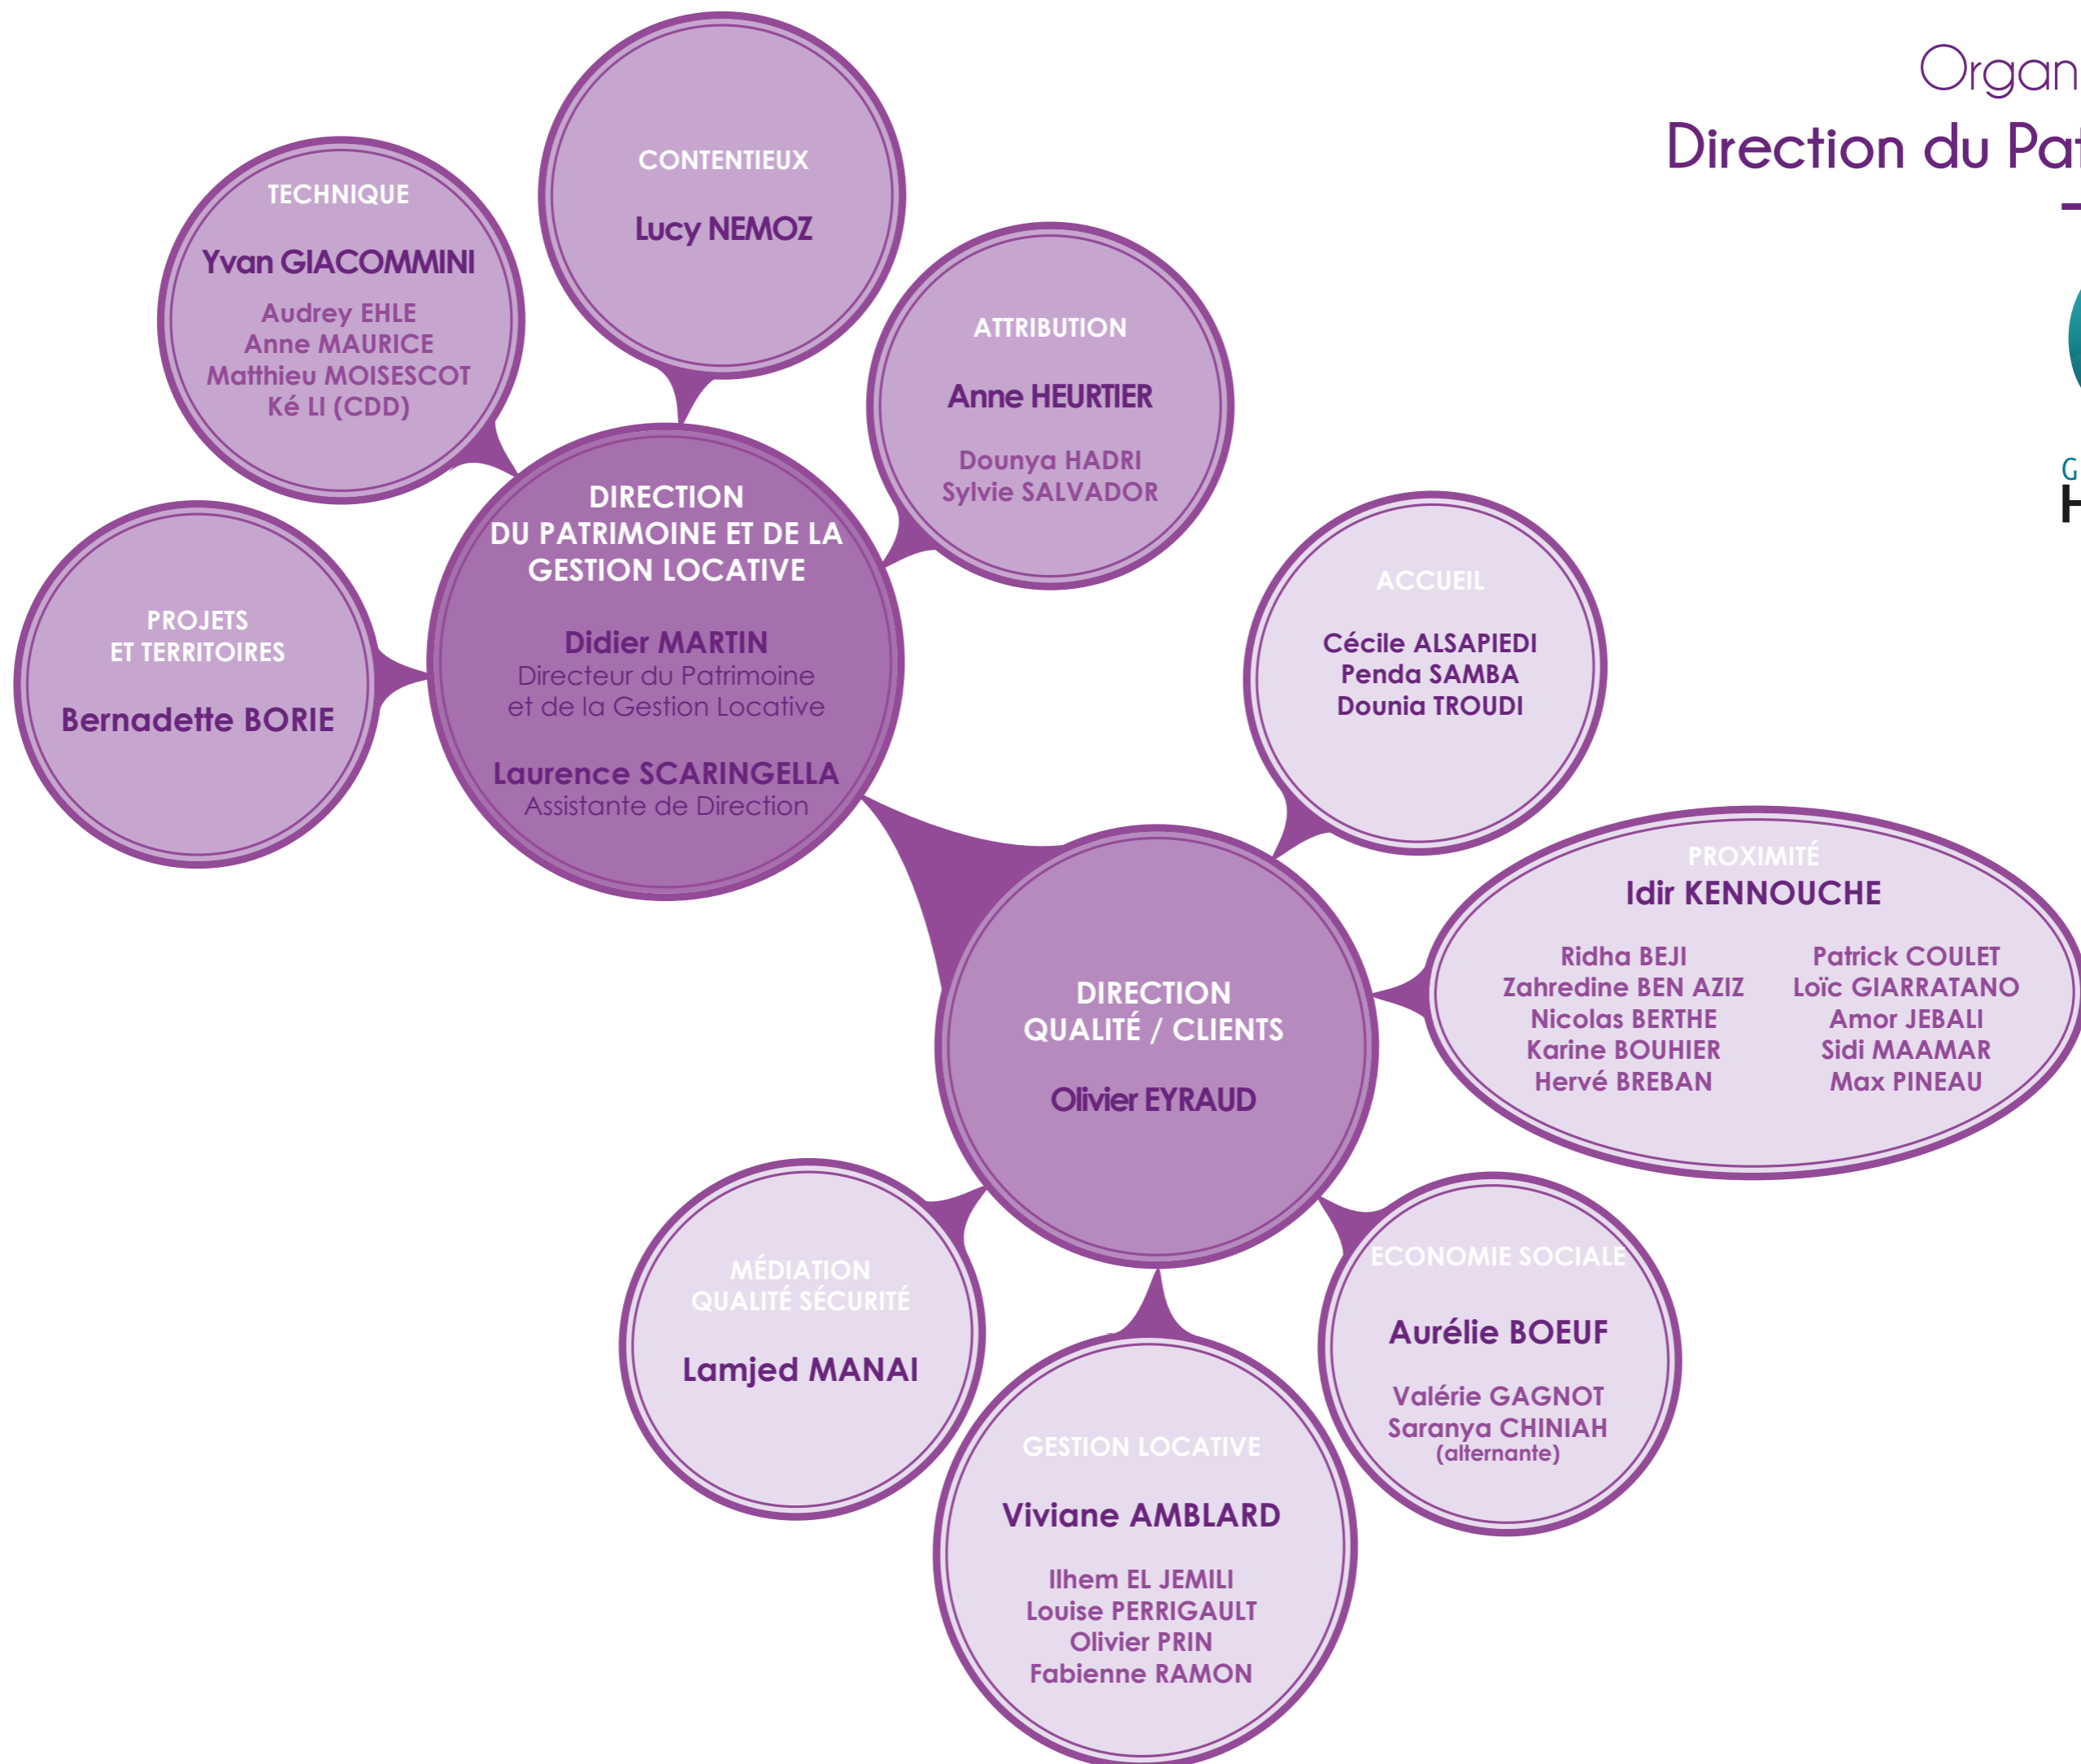 Organ
Direction du Pat
CONTENTIEUX
Lucy NEMOZ
TECHNIQUE
Yvan GIACOMMINI
Audrey EHLE
Anne MAURICE
Matthieu MOISESCOT
Ké LI (CDD)
ATTRIBUTION
Anne HEURTIER
Dounya HADRI
Sylvie SALVADOR
G
H
DIRECTION
DU PATRIMOINE ET DE LA
GESTION LOCATIVE
Didier MARTIN
Directeur du Patrimoine
et de la Gestion Locative
Laurence SCARINGELLA
Assistante de Direction
PROJETS
ET TERRITOIRES
Bernadette BORIE
ACCUEIL
Cécile ALSAPIEDI
Penda SAMBA
Dounia TROUDI
PROXIMITÉ
Idir KENNOUCHE
Ridha BEJI
Zahredine BEN AZIZ
Nicolas BERTHE
Karine BOUHIER
Hervé BREBAN
Patrick COULET
Loïc GIARRATANO
Amor JEBALI
Sidi MAAMAR
Max PINEAU
DIRECTION
QUALITÉ / CLIENTS
Olivier EYRAUD
MÉDIATION
QUALITÉ SÉCURITÉ
Lamjed MANAI
ECONOMIE SOCIALE
Aurélie BOEUF
Valérie GAGNOT
Saranya CHINIAH
(alternante)
GESTION LOCATIVE
Viviane AMBLARD
Ilhem EL JEMILI
Louise PERRIGAULT
Olivier PRIN
Fabienne RAMON